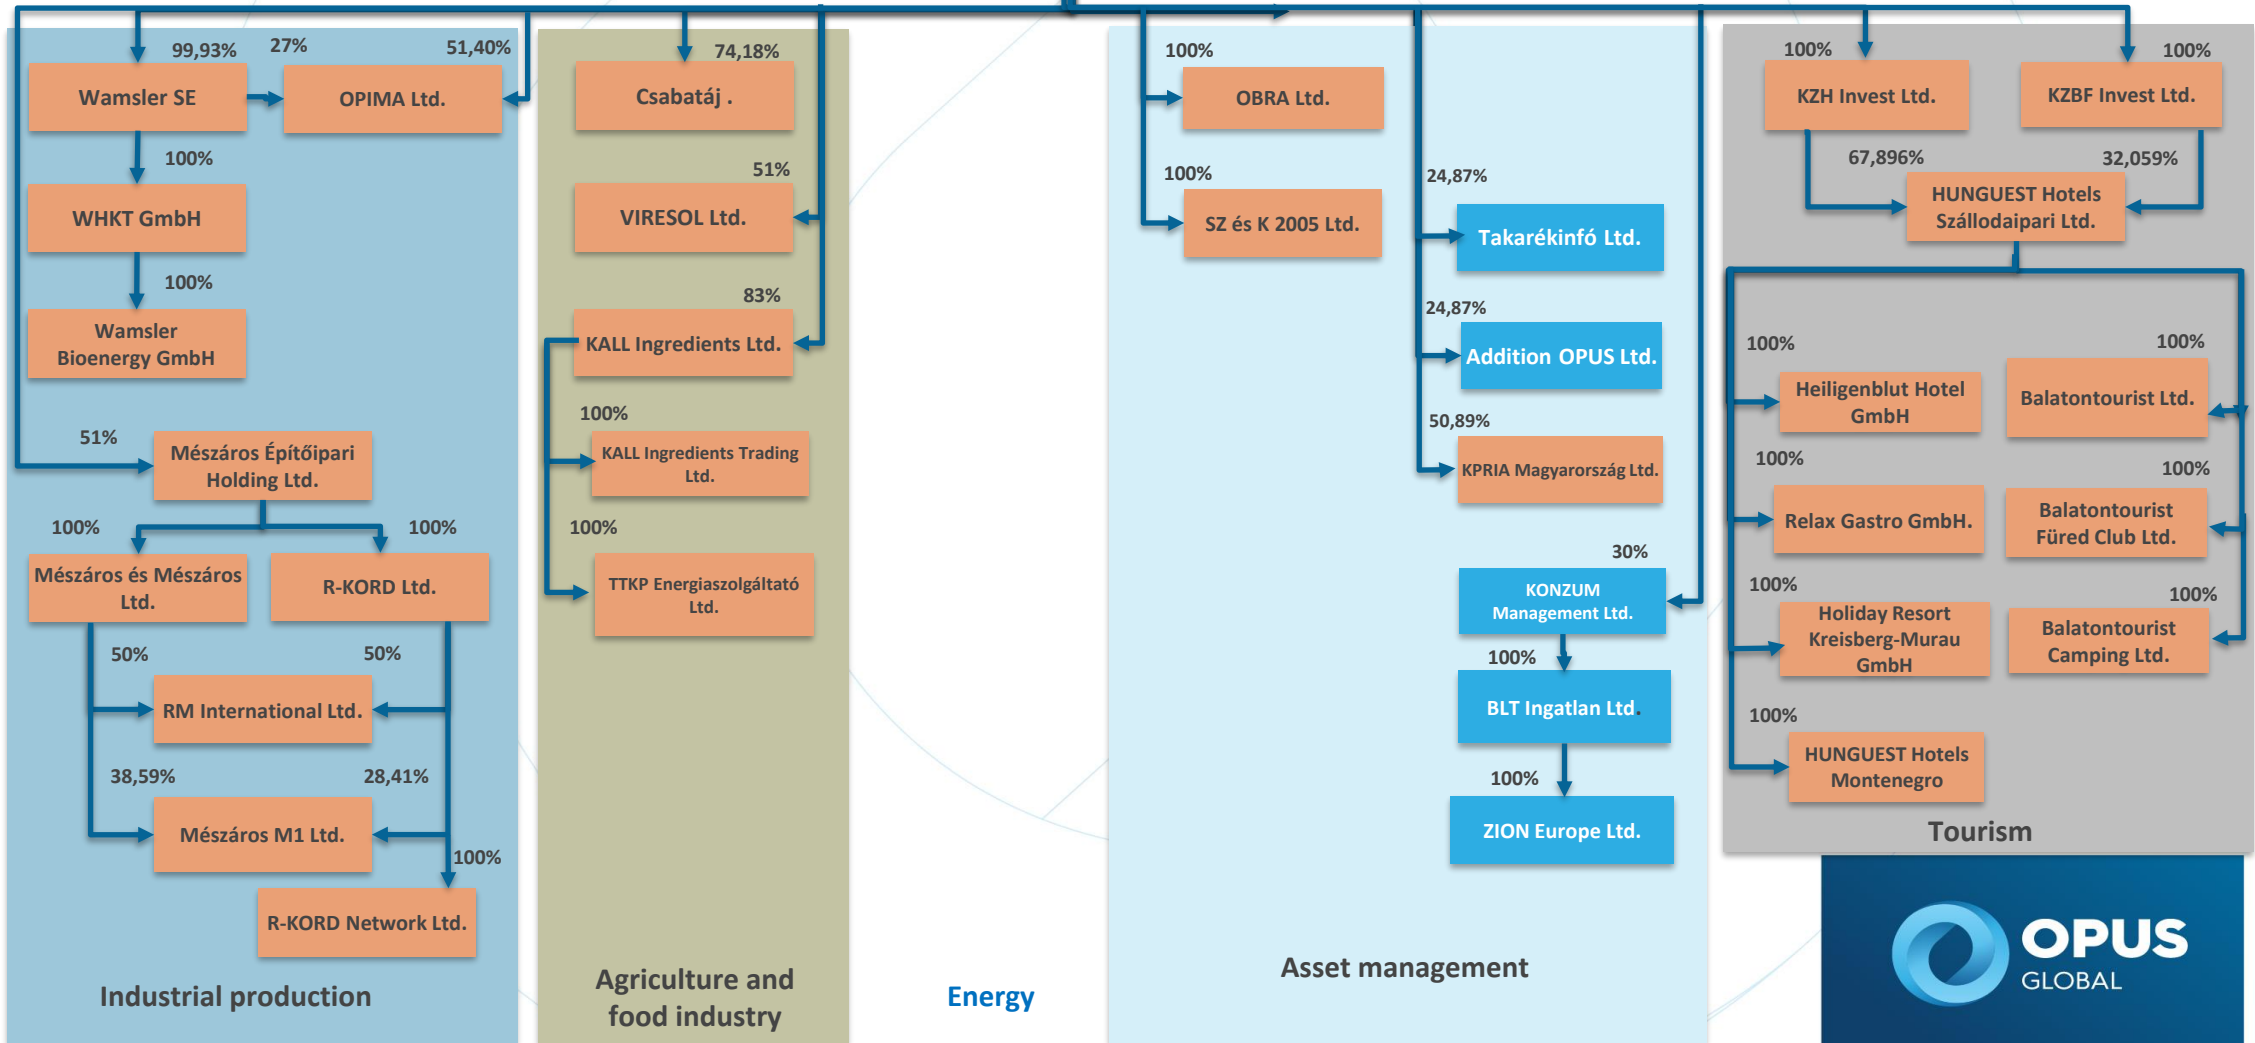 99,93%
27%
51,40%
Wamsler SE
OPIMA Ltd.
100%
WHKT GmbH
100%
Wamsler
Bioenergy GmbH
51%
Mészáros Építőipari
Holding Ltd.
100%
100%
Mészáros és Mészáros
Ltd.
R-KORD Ltd.
50%
50%
RM International Ltd.
38,59%
28,41%
Mészáros M1 Ltd.
100%
R-KORD Network Ltd.
Industrial production
74,18%
Csabatáj .
51%
VIRESOL Ltd.
83%
KALL Ingredients Ltd.
100%
KALL Ingredients Trading
Ltd.
100%
TTKP Energiaszolgáltató
Ltd.
Agriculture and
food industry
Energy
100%
OBRA Ltd.
100%
SZ és K 2005 Ltd.
24,87%
Takarékinfó Ltd.
24,87%
Addition OPUS Ltd.
50,89%
KPRIA Magyarország Ltd.
30%
KONZUM
Management Ltd.
100%
BLT Ingatlan Ltd.
100%
ZION Europe Ltd.
Asset management
100%
100%
KZH Invest Ltd.
KZBF Invest Ltd.
67,896%
32,059%
HUNGUEST Hotels
Szállodaipari Ltd.
100%
100%
Heiligenblut Hotel
GmbH
Balatontourist Ltd.
100%
100%
Relax Gastro GmbH.
Balatontourist
Füred Club Ltd.
100%
100%
Holiday Resort
Kreisberg-Murau
GmbH
Balatontourist
Camping Ltd.
100%
HUNGUEST Hotels
Montenegro
Tourism
OPUS
GLOBAL